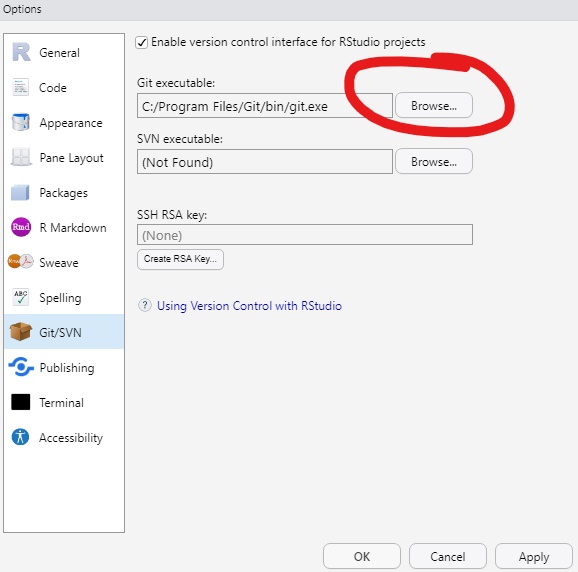 Options
General
Code
Appearance
Pane Layout
Packages
Rmd
R Markdown
Sweave
ABC
Spelling
Git/SVN
Publishing
Terminal
Accessibility
Enable version control interface for RStudio projects
Git executable:
C:/Program Files/Git/bin/git.exe
Browse...
SVN executable:
(Not Found)
Browse...
SSH RSA key:
(None)
Create RSA Key...
? Using Version Control with RStudio
OK
Cancel
Apply